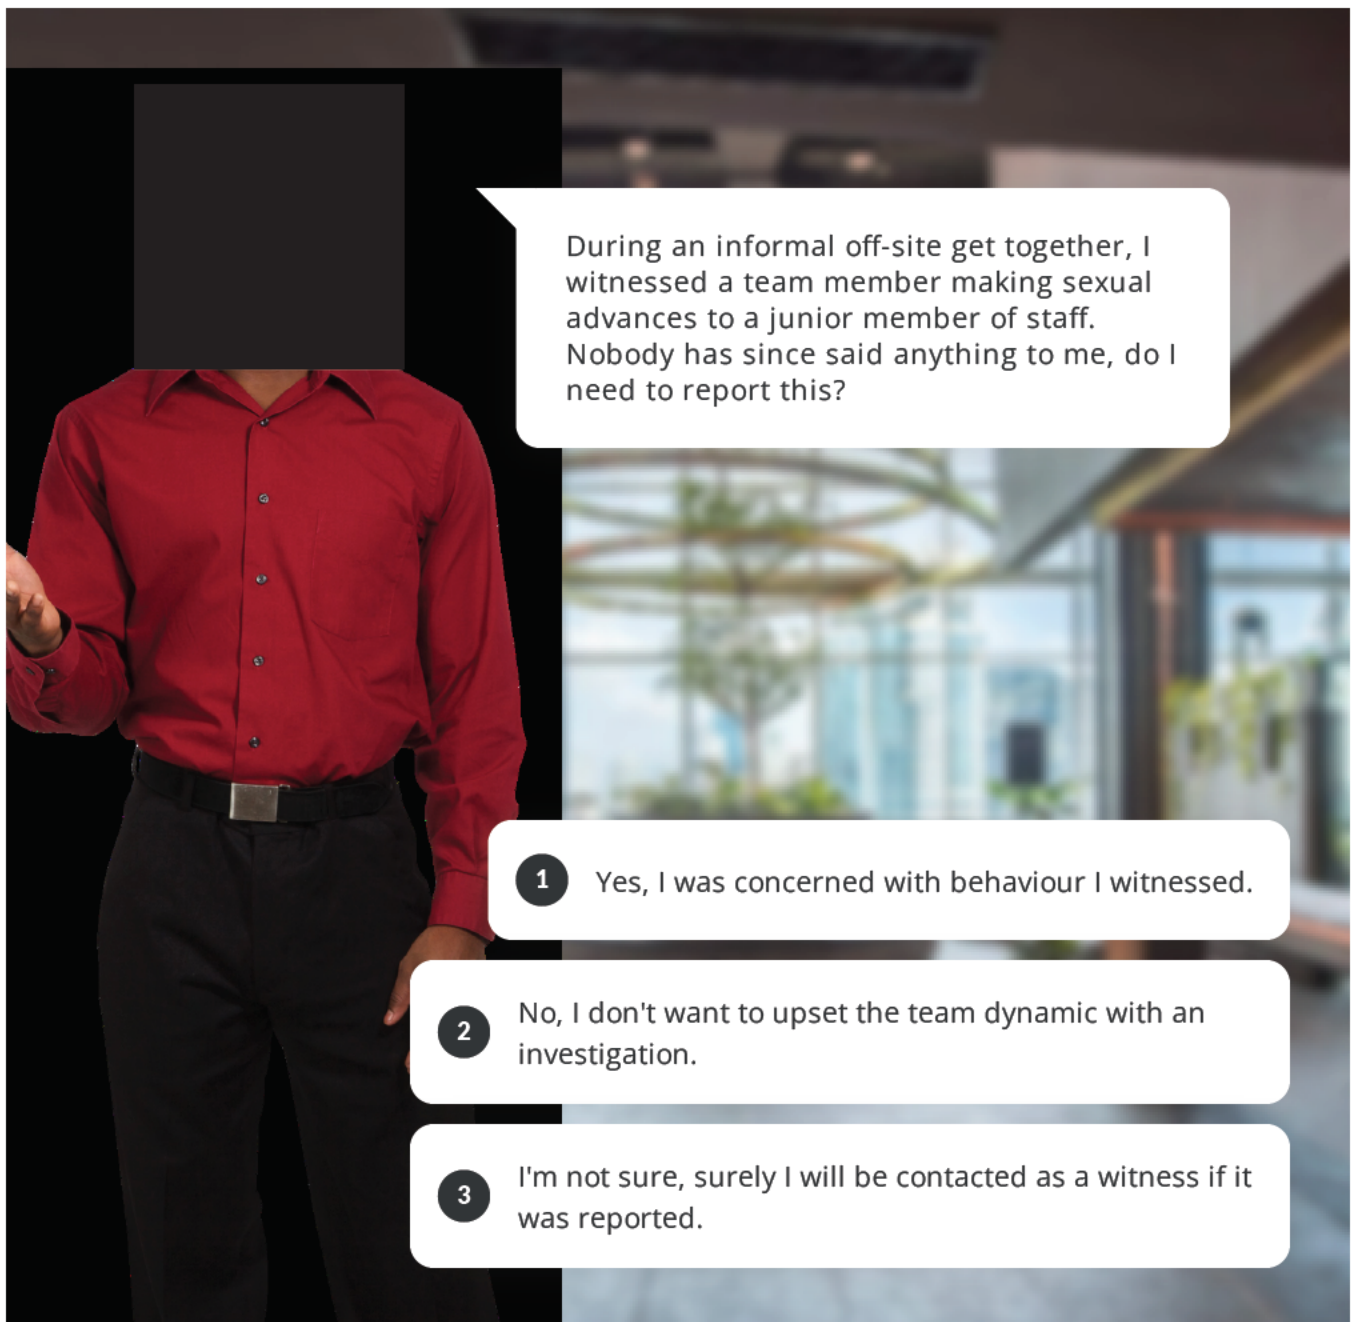 During an informal off-site get together, I
witnessed a team member making sexual
advances to a junior member of staff.
Nobody has since said anything to me, do I
need to report this?
1 Yes, I was concerned with behaviour I witnessed.
2 No, I don't want to upset the team dynamic with an
investigation.
3 I'm not sure, surely I will be contacted as a witness if it
was reported.